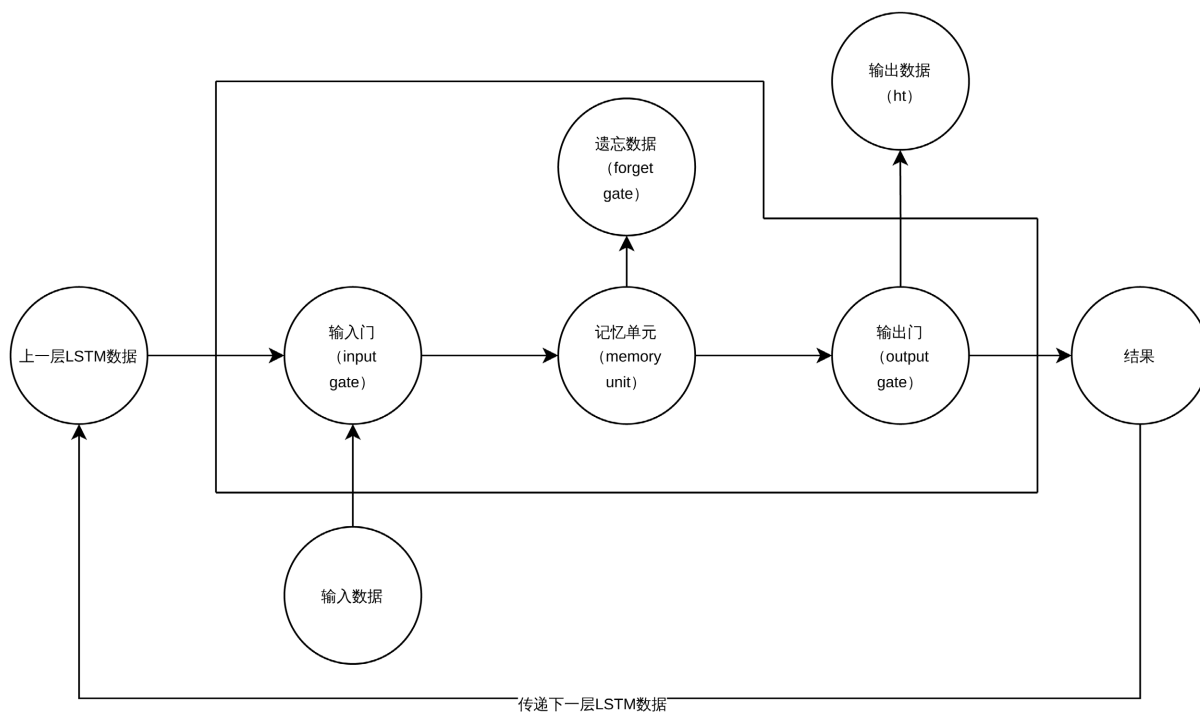 输出数据
（ht）
遗忘数据
（forget
gate）
上一层LSTM数据
输入门
（input
gate）
记忆单元
（memory
unit）
输出门
（output
gate）
结果
输入数据
传递下一层LSTM数据